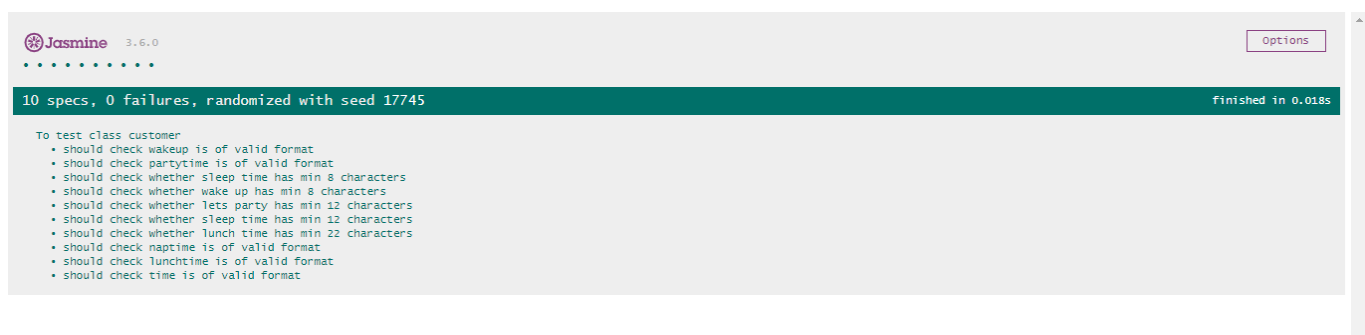 Jasmine 3.6.0
Options
• • • • • • • • • •
10 specs, 0 failures, randomized with seed 17745
finished in 0.018s
To test class customer
• should check wakeup is of valid format
• should check partytime is of valid format
• should check whether sleep time has min 8 characters
• should check whether wake up has min 8 characters
• should check whether lets party has min 12 characters
• should check whether sleep time has min 12 characters
• should check whether lunch time has min 22 characters
• should check naptime is of valid format
• should check lunchtime is of valid format
• should check time is of valid format